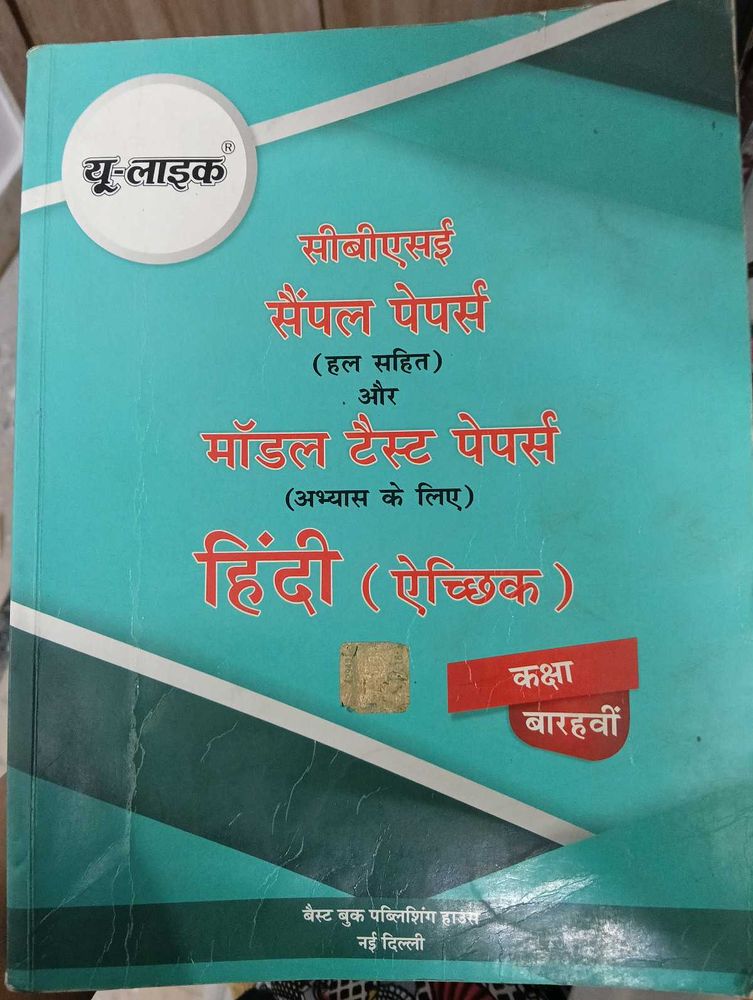 यू-लाइक®
सीबीएसई
सैंपल पेपर्स
(हल सहित)
और
मॉडल टैस्ट पेपर्स
(अभ्यास के लिए)
हिंदी (ऐच्छिक)
कक्षा
बारहवीं
बैस्ट बुक पब्लिशिंग हाउस
नई दिल्ली